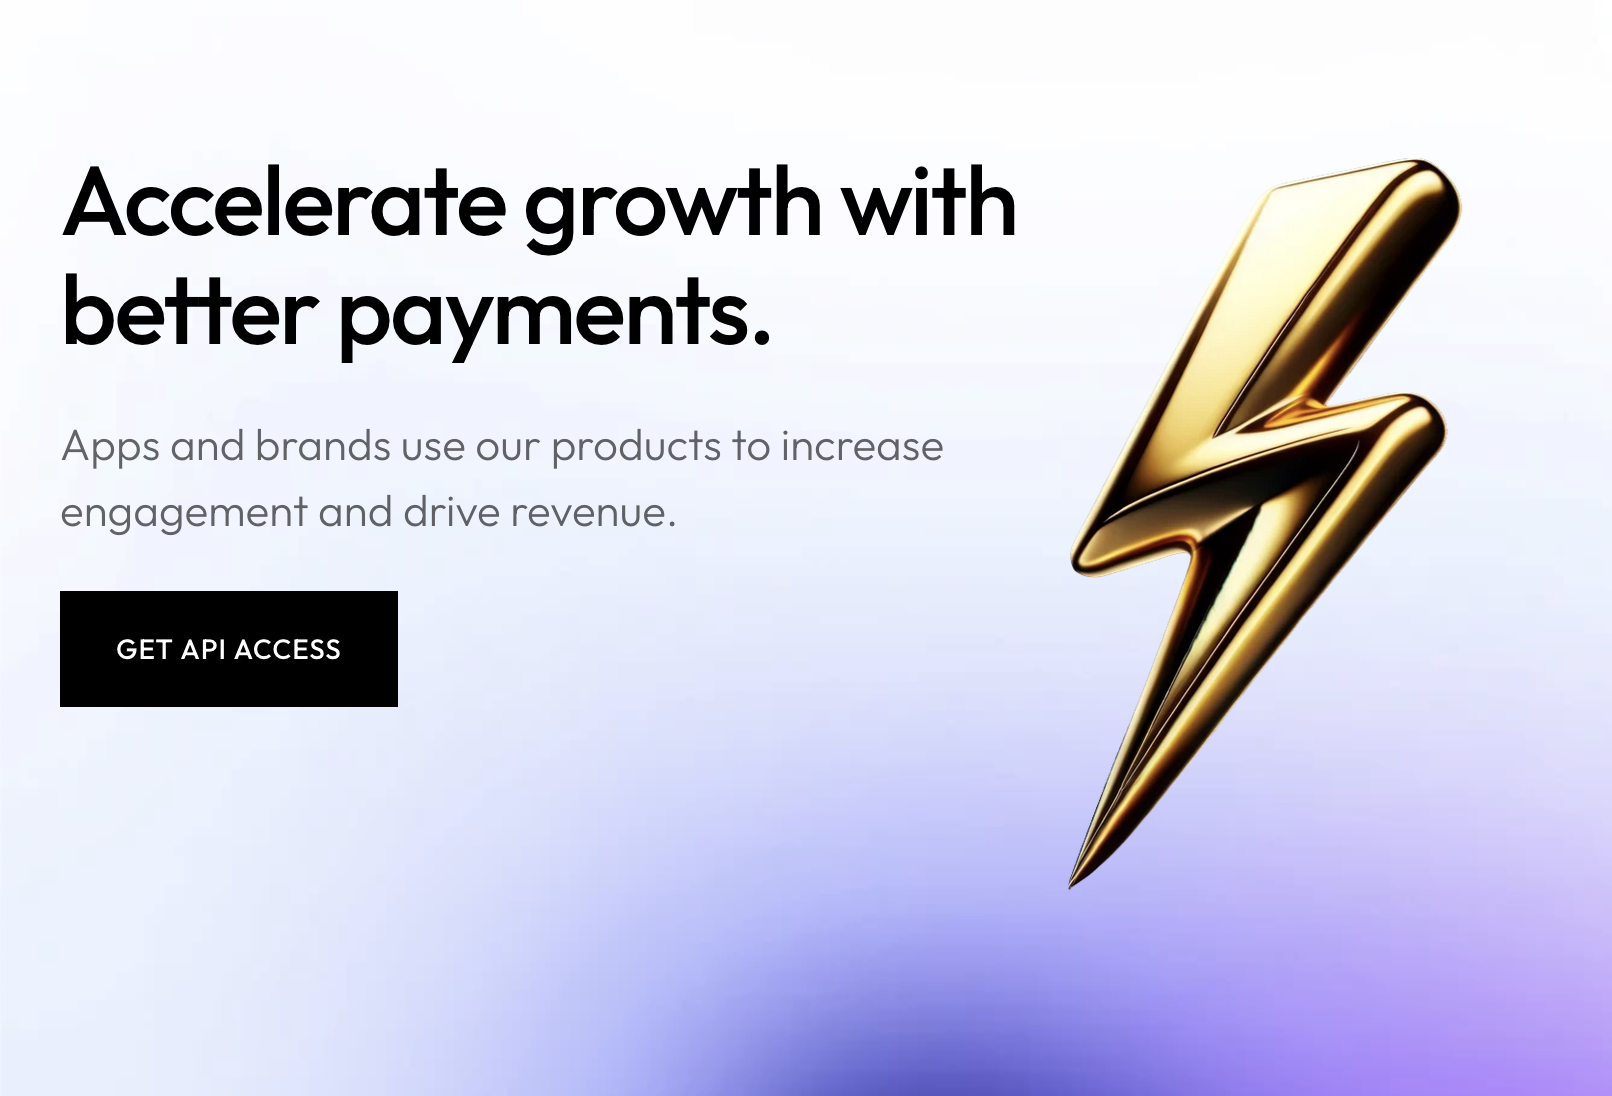 Accelerate growth with
better payments.
Apps and brands use our products to increase
engagement and drive revenue.
GET API ACCESS